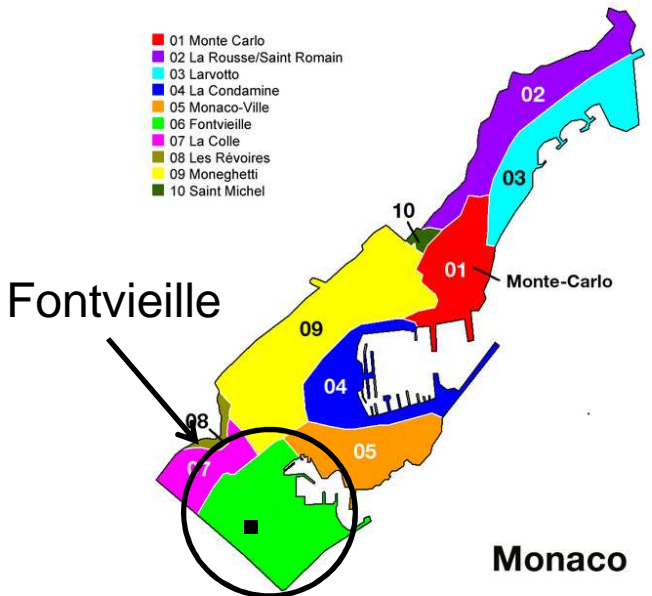 01 Monte Carlo
02 La Rousse/Saint Romain
03 Larvotto
04 La Condamine
05 Monaco-Ville
06 Fontvieille
07 La Colle
08 Les Révoires
09 Moneghetti
10 Saint Michel
02
03
10
01
Monte-Carlo
Fontvieille
09
04
08
05
07
Monaco